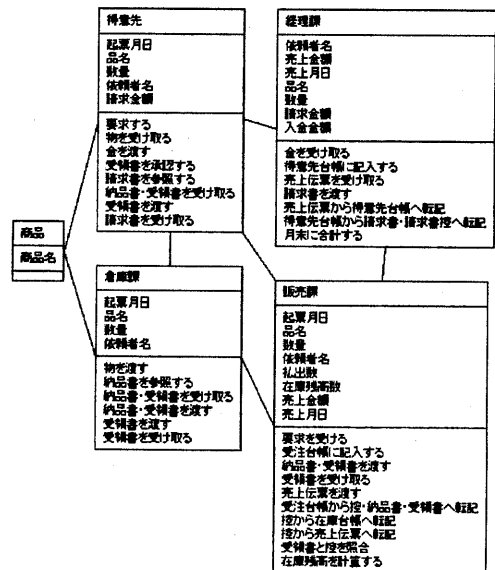 得意先
起票月日
品名
数量
依頼者名
請求金額
要求する
物を受け取る
金を渡す
受領書を承認する
請求書を参照する
納品書・受領書を受け取る
受領書を渡す
請求書を受け取る
経理課
依頼者名
売上金額
売上月日
品名
数量
請求金額
入金金額
金を受け取る
得意先台帳に記入する
売上伝票を受け取る
請求書を渡す
売上伝票から得意先台帳へ転記
得意先台帳から請求書・請求書控へ転記
月末に合計する
商品
商品名
倉庫課
起票月日
品名
数量
依頼者名
物を渡す
納品書を参照する
納品書・受領書を受け取る
納品書・受領書を渡す
受領書を渡す
受領書を受け取る
販売課
起票月日
品名
数量
依頼者名
払出数
在庫残高数
売上金額
売上月日
要求を受ける
受注台帳に記入する
納品書・受領書を渡す
受領書を受け取る
売上伝票を渡す
受注台帳から控・納品書・受領書へ転記
控から在庫台帳へ転記
控から売上伝票へ転記
受領書と控を照合
在庫残高を計算する